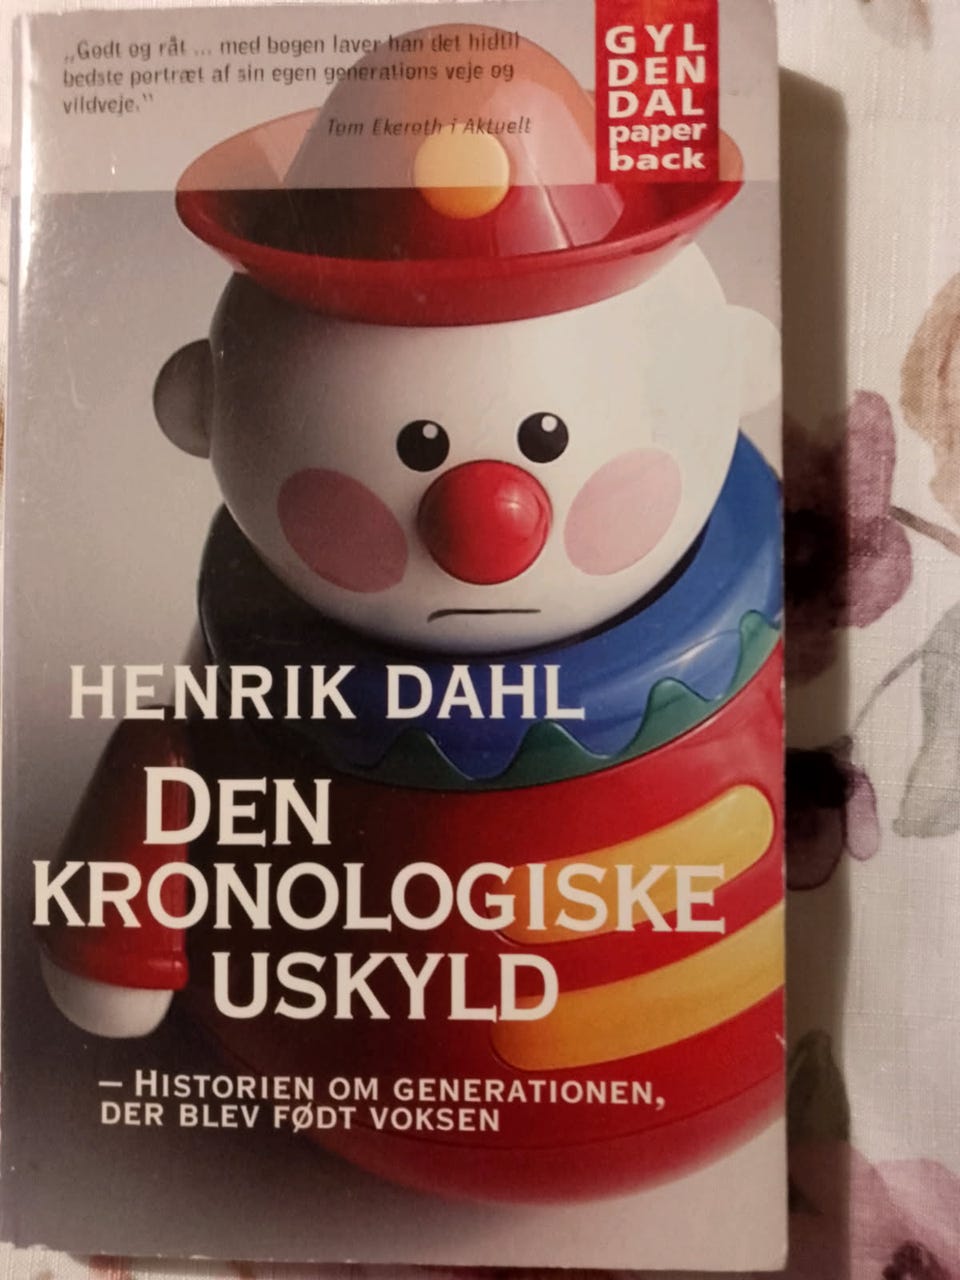 „Godt og råt ... med bogen laver han det hidtil
bedste portræt af sin egen generations veje og
vildveje."
Tom Ekeroth i Aktuelt
GYL
DEN
DAL
paper
back
HENRIK DAHL
DEN
KRONOLOGISKE
USKYLD
– HISTORIEN OM GENERATIONEN,
DER BLEV FØDT VOKSEN